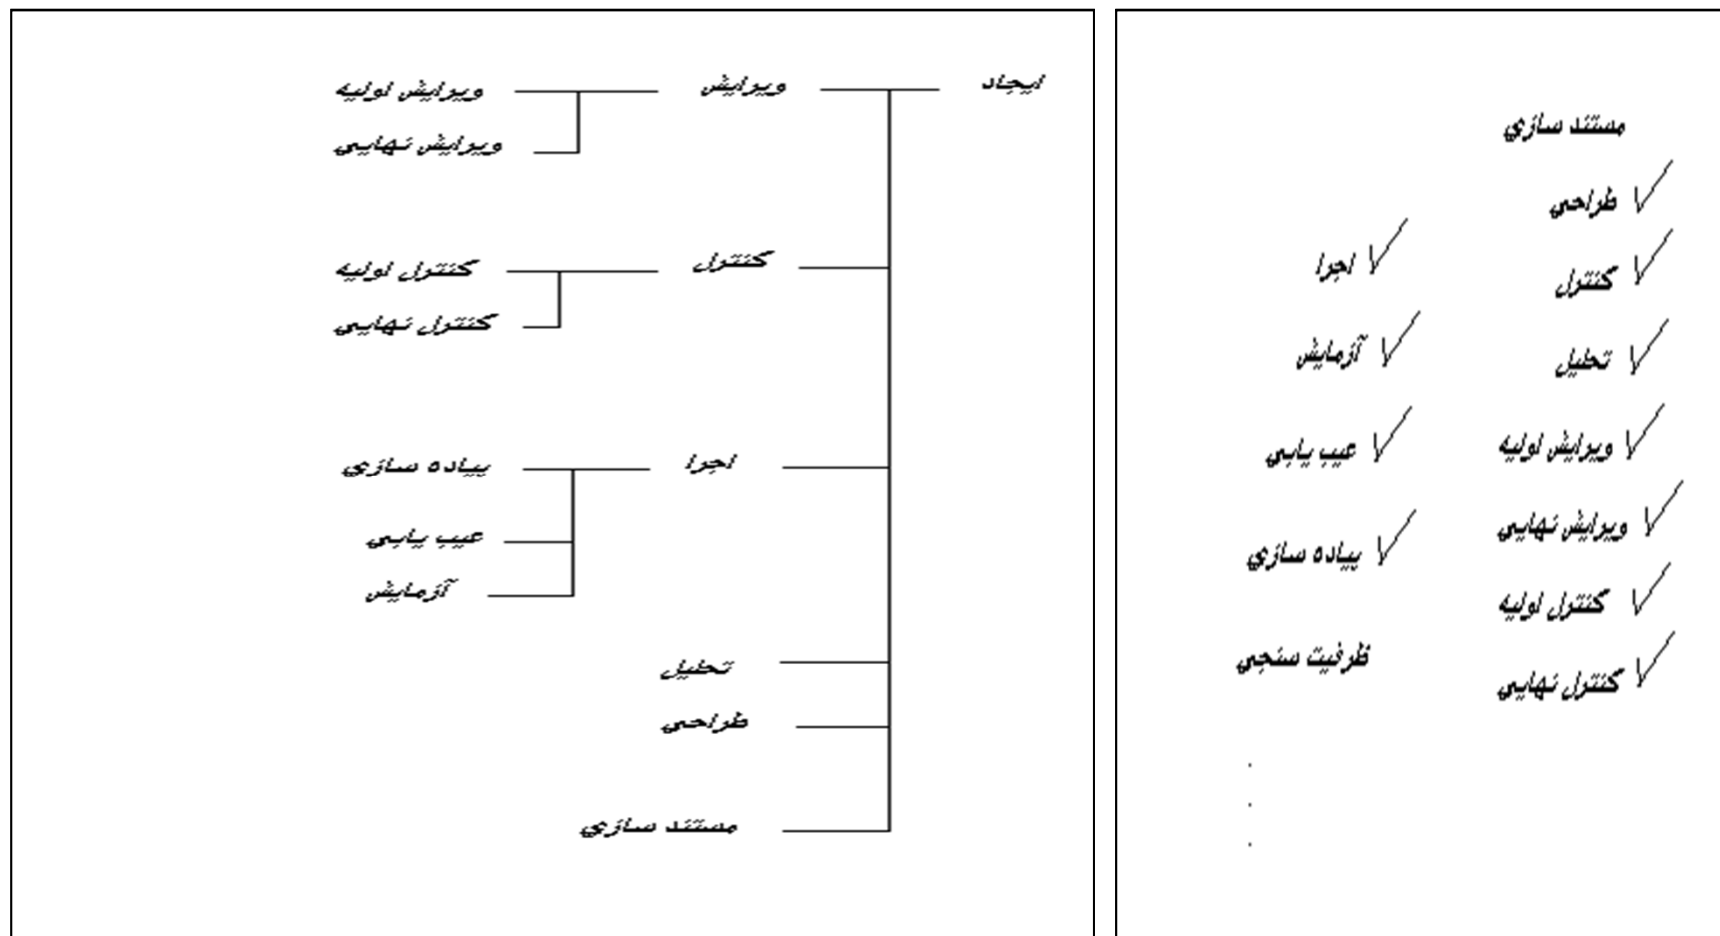 ایجاد
ویرایش
ویرایش اولیه
ویرایش نهایی
کنترل
کنترل اولیه
کنترل نهایی
اجرا
پیاده سازی
عیب یابی
آزمایش
تحلیل
طراحی
مستند سازی
مستند سازی
طراحی
کنترل
تحلیل
ویرایش اولیه
ویرایش نهایی
کنترل اولیه
کنترل نهایی
اجرا
آزمایش
عیب یابی
پیاده سازی
ظرفیت سنجی